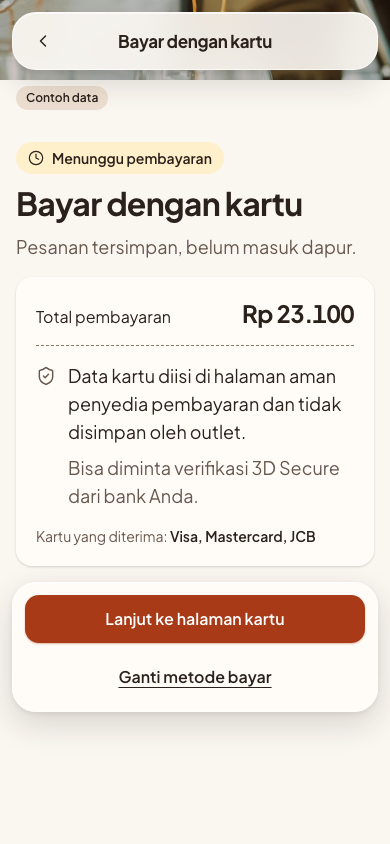 Bayar dengan kartu
Contoh data
Menunggu pembayaran
Bayar dengan kartu
Pesanan tersimpan, belum masuk dapur.
Total pembayaran Rp 23.100
Data kartu diisi di halaman aman
penyedia pembayaran dan tidak
disimpan oleh outlet.
Bisa diminta verifikasi 3D Secure
dari bank Anda.
Kartu yang diterima: Visa, Mastercard, JCB
Lanjut ke halaman kartu
Ganti metode bayar